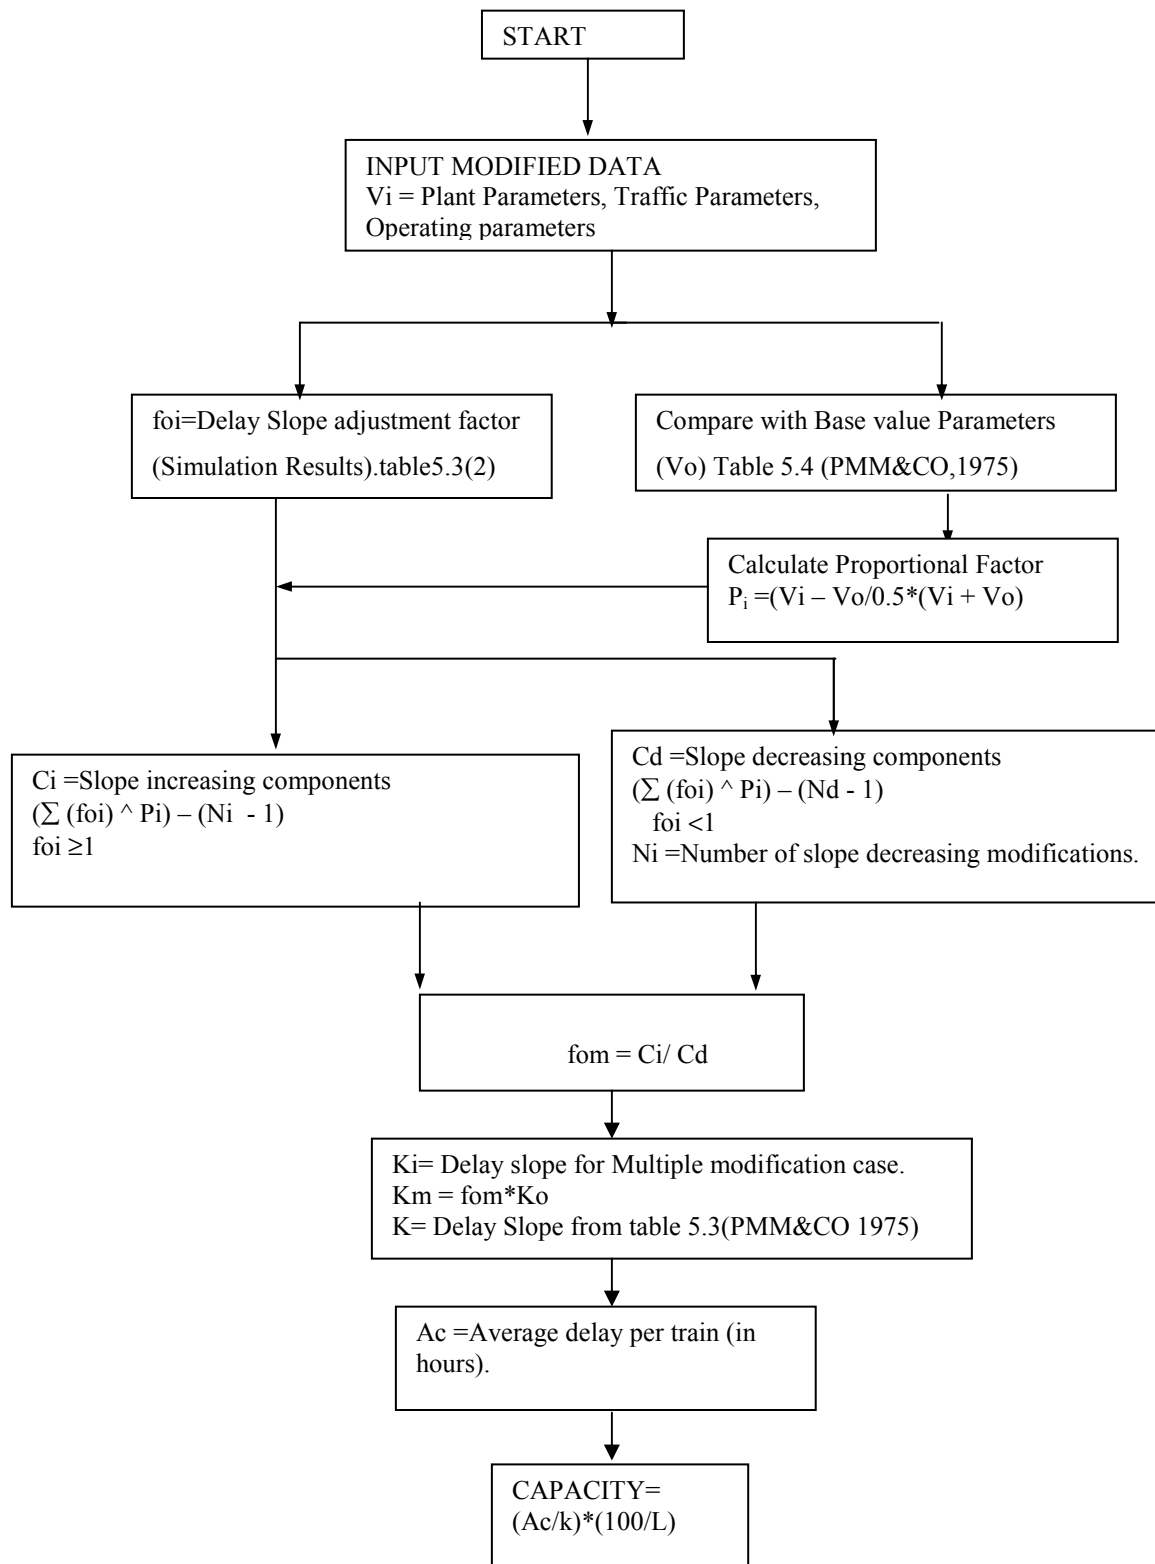 START
INPUT MODIFIED DATA
Vi = Plant Parameters, Traffic Parameters,
Operating parameters
foi=Delay Slope adjustment factor
(Simulation Results).table5.3(2)
Compare with Base value Parameters
(Vo) Table 5.4 (PMM&CO,1975)
Calculate Proportional Factor
Pi =(Vi – Vo/0.5*(Vi + Vo)
Ci =Slope increasing components
(∑ (foi) ^ Pi) – (Ni - 1)
foi ≥1
Cd =Slope decreasing components
(∑ (foi) ^ Pi) – (Nd - 1)
foi <1
Ni =Number of slope decreasing modifications.
fom = Ci/ Cd
Ki= Delay slope for Multiple modification case.
Km = fom*Ko
K= Delay Slope from table 5.3(PMM&CO 1975)
Ac =Average delay per train (in
hours).
CAPACITY=
(Ac/k)*(100/L)